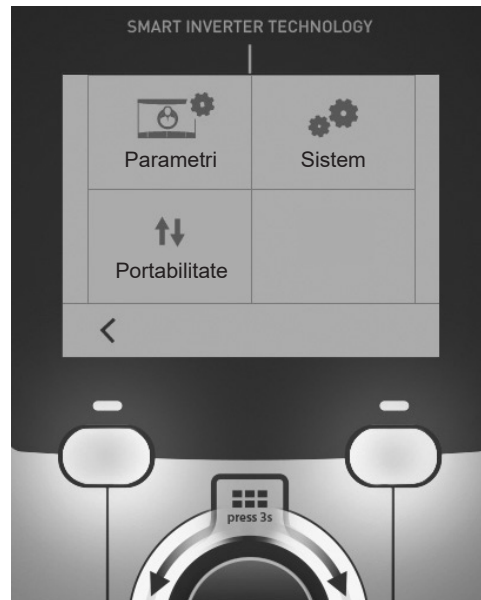 SMART INVERTER TECHNOLOGY
Parametri
Sistem
Portabilitate
press 3s